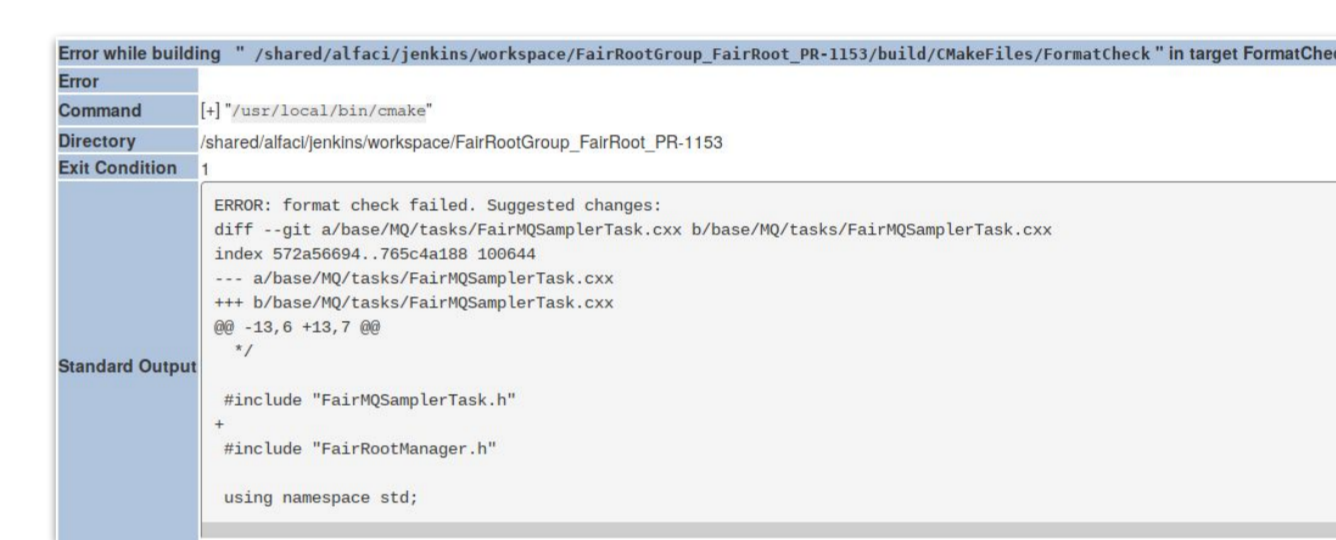 Error while building " /shared/alfaci/jenkins/workspace/FairRootGroup_FairRoot_PR-1153/build/CMakeFiles/FormatCheck " in target
Error
Command [+] "/usr/local/bin/cmake"
Directory /shared/alfaci/jenkins/workspace/FairRootGroup_FairRoot_PR-1153
Exit Condition 1
Standard Output
ERROR: format check failed. Suggested changes:
diff --git a/base/MQ/tasks/FairMQSamplerTask.cxx b/base/MQ/tasks/FairMQSamplerTask.cxx
index 572a56694..765c4a188 100644
--- a/base/MQ/tasks/FairMQSamplerTask.cxx
+++ b/base/MQ/tasks/FairMQSamplerTask.cxx
@@ -13,6 +13,7 @@
  */
 #include "FairMQSamplerTask.h"
+
 #include "FairRootManager.h"
 using namespace std;